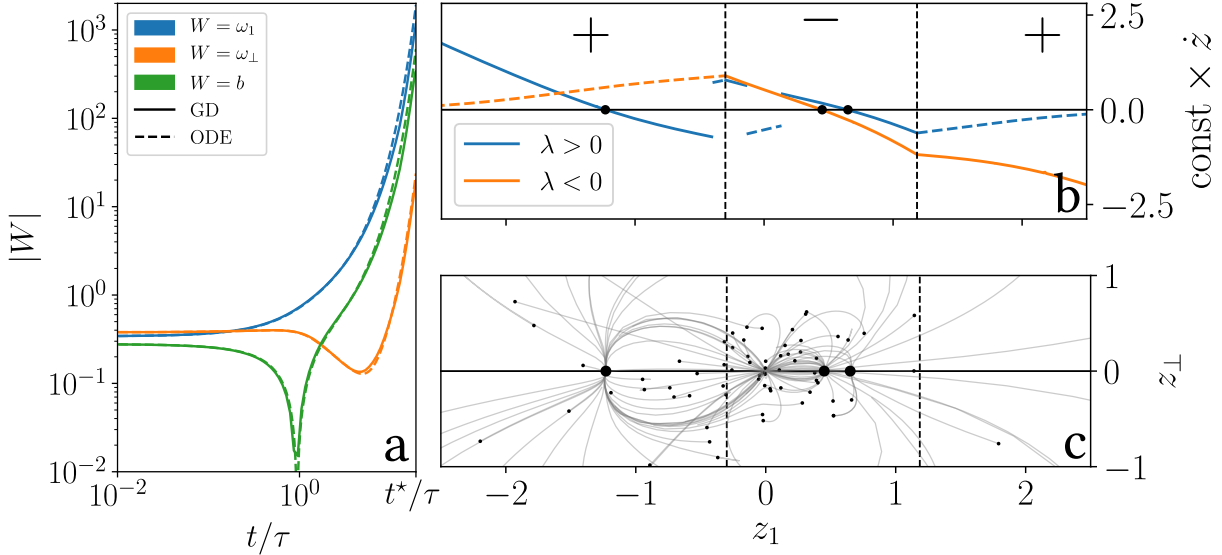 10³
10²
10¹
10⁰
10⁻¹
10⁻²
|W|
W = ω₁
W = ω⊥
W = b
GD
ODE
a
10⁻² 10⁰ t⋆/τ
t/τ
+ − +
2.5
0.0
−2.5
const × ż
λ > 0
λ < 0
b
1
0
−1
z⊥
c
−2 −1 0 1 2
z₁